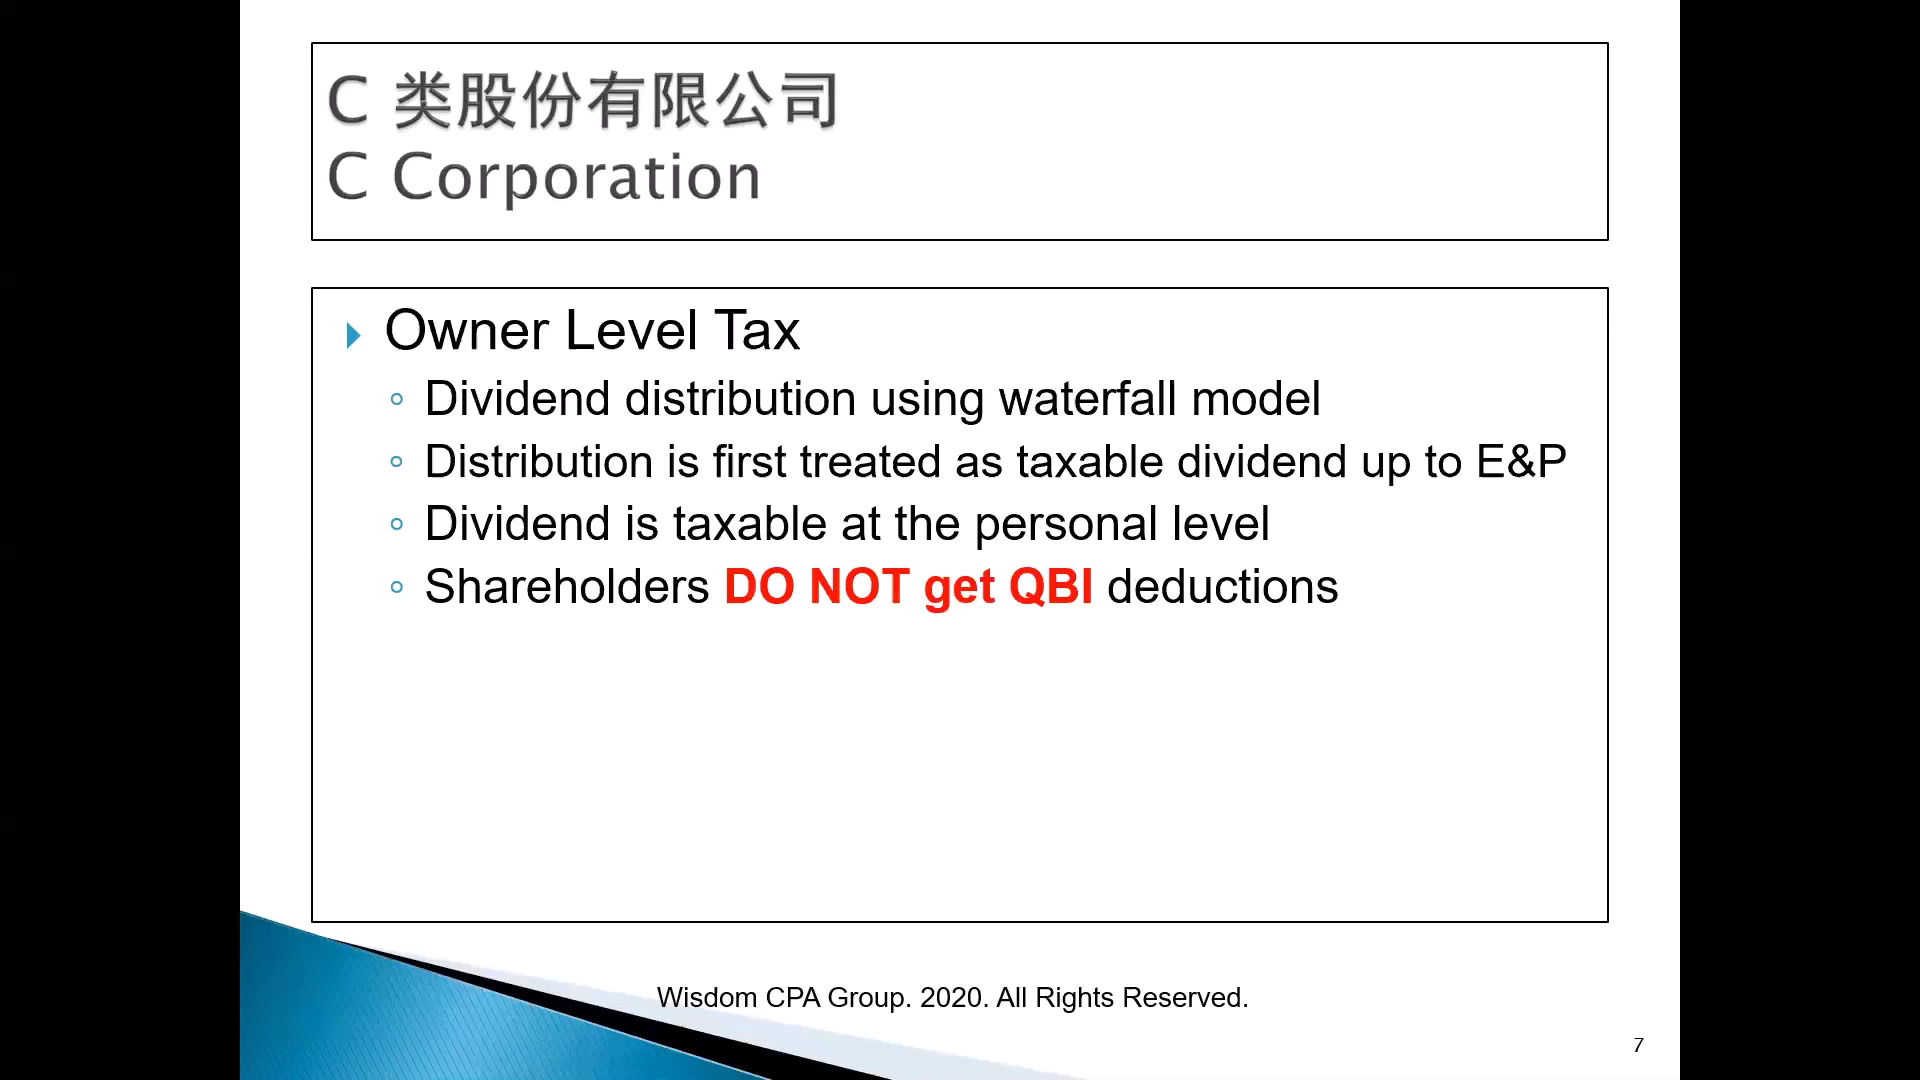 C 类股份有限公司
C Corporation
Owner Level Tax
Dividend distribution using waterfall model
Distribution is first treated as taxable dividend up to E&P
Dividend is taxable at the personal level
Shareholders DO NOT get QBI deductions
Wisdom CPA Group. 2020. All Rights Reserved.
7